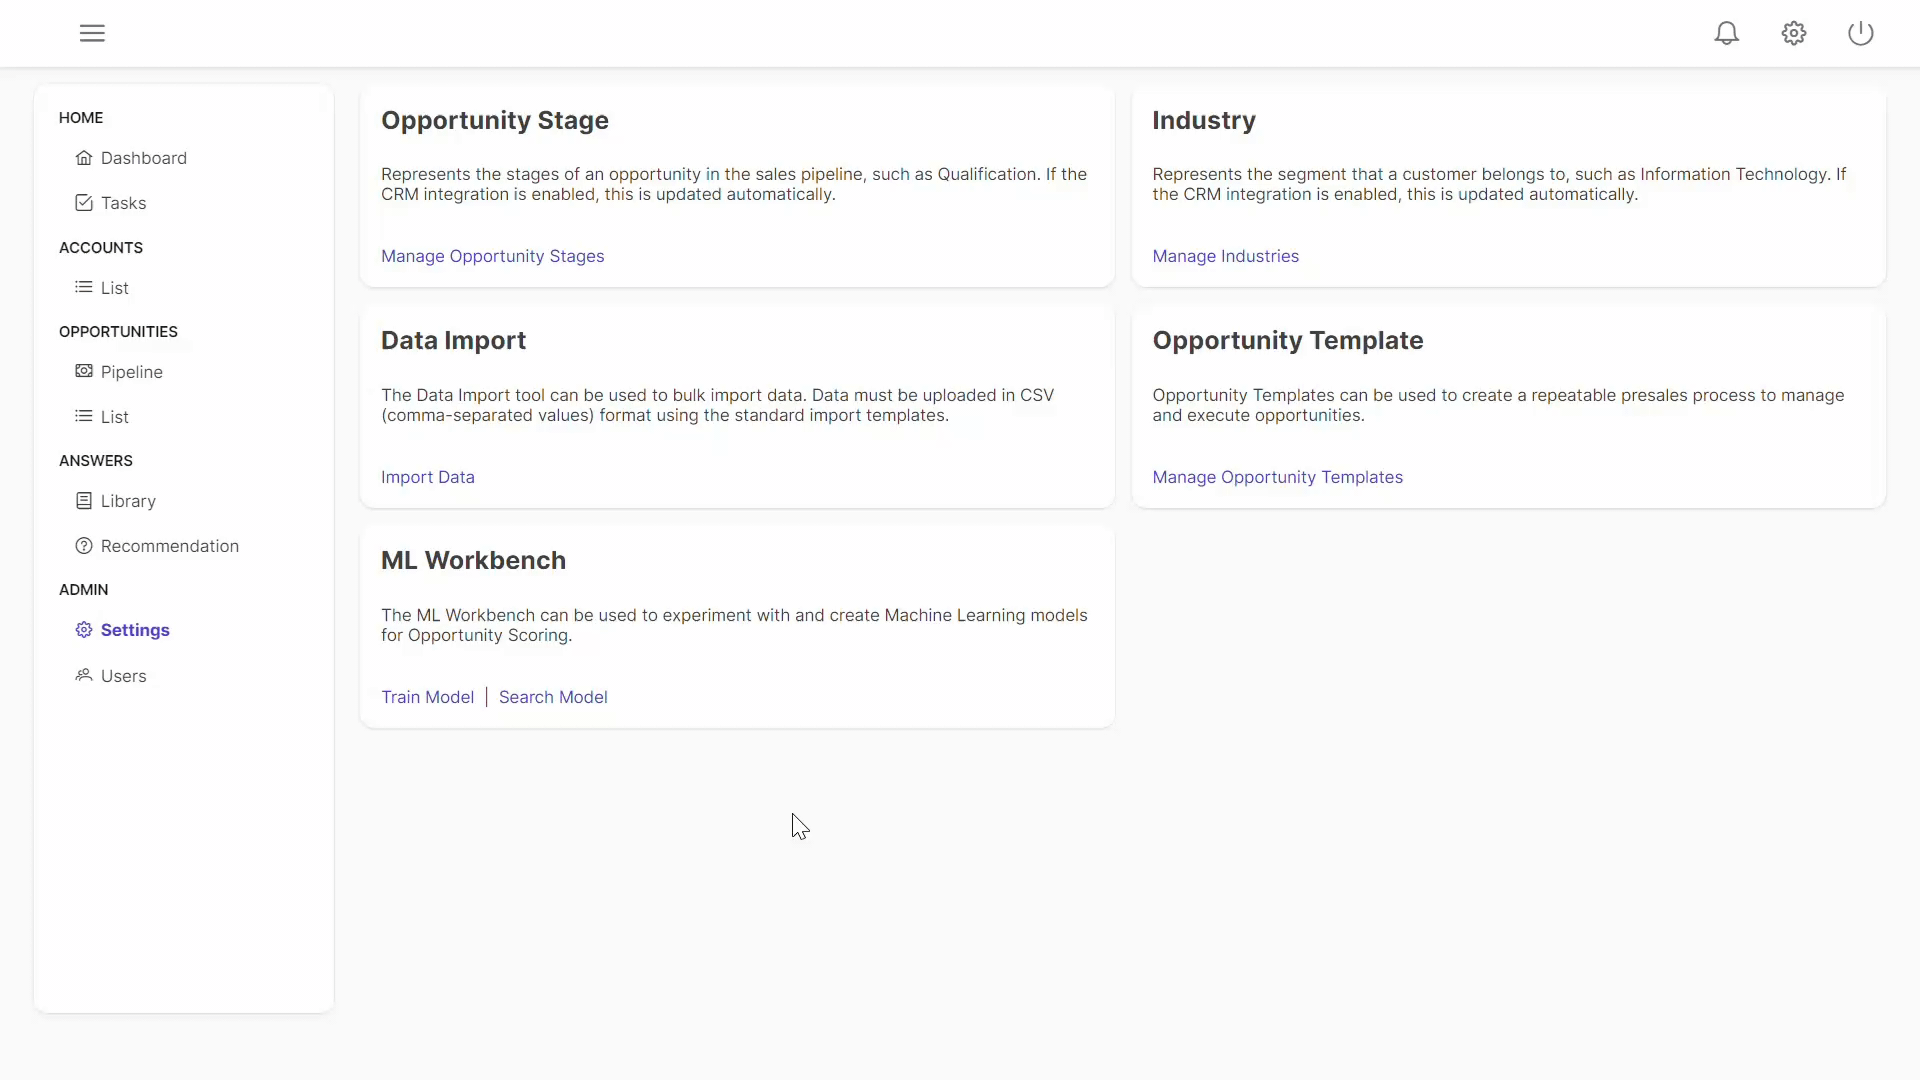 HOME
Dashboard
Tasks
ACCOUNTS
List
OPPORTUNITIES
Pipeline
List
ANSWERS
Library
Recommendation
ADMIN
Settings
Users
Opportunity Stage
Represents the stages of an opportunity in the sales pipeline, such as Qualification. If the
CRM integration is enabled, this is updated automatically.
Manage Opportunity Stages
Industry
Represents the segment that a customer belongs to, such as Information Technology. If
the CRM integration is enabled, this is updated automatically.
Manage Industries
Data Import
The Data Import tool can be used to bulk import data. Data must be uploaded in CSV
(comma-separated values) format using the standard import templates.
Import Data
Opportunity Template
Opportunity Templates can be used to create a repeatable presales process to manage
and execute opportunities.
Manage Opportunity Templates
ML Workbench
The ML Workbench can be used to experiment with and create Machine Learning models
for Opportunity Scoring.
Train Model | Search Model